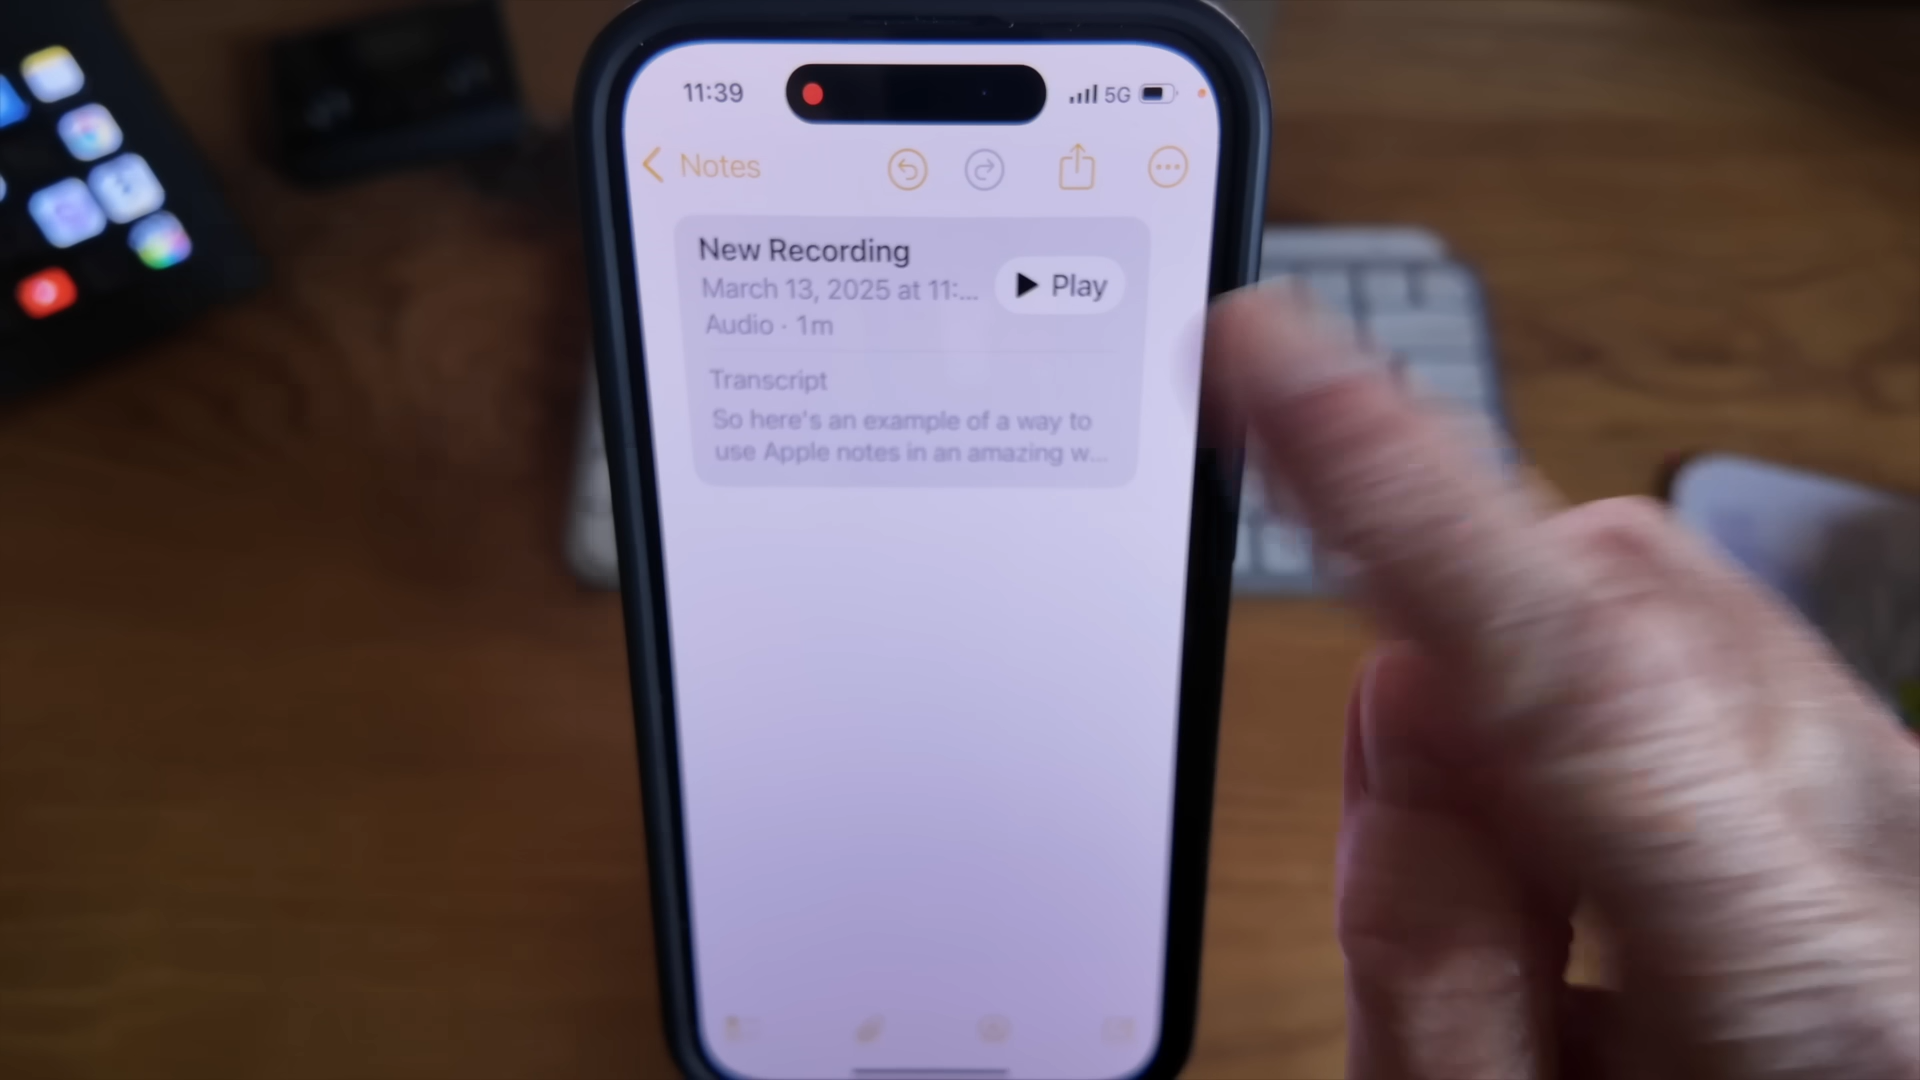 11:39
5G
Notes
New Recording
March 13, 2025 at 11:...
Play
Audio · 1m
Transcript
So here's an example of a way to
use Apple notes in an amazing w...